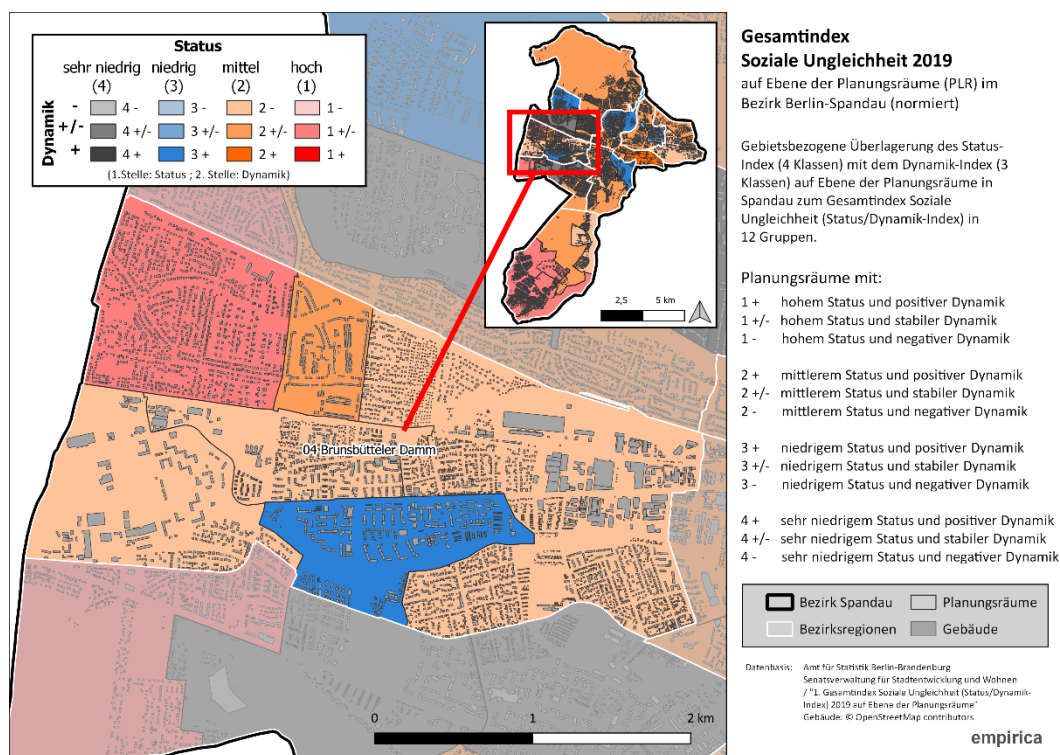 Status
sehr niedrig niedrig mittel hoch
(4) (3) (2) (1)
Dynamik
- 4 - 3 - 2 - 1 -
+/- 4 +/- 3 +/- 2 +/- 1 +/-
+ 4 + 3 + 2 + 1 +
(1.Stelle: Status ; 2. Stelle: Dynamik)
2,5 5 km
04 Brunsbütteler Damm
0 1 2 km
Gesamtindex
Soziale Ungleichheit 2019
auf Ebene der Planungsräume (PLR) im
Bezirk Berlin-Spandau (normiert)
Gebietsbezogene Überlagerung des Status-
Index (4 Klassen) mit dem Dynamik-Index (3
Klassen) auf Ebene der Planungsräume in
Spandau zum Gesamtindex Soziale
Ungleichheit (Status/Dynamik-Index) in
12 Gruppen.
Planungsräume mit:
1 + hohem Status und positiver Dynamik
1 +/- hohem Status und stabiler Dynamik
1 - hohem Status und negativer Dynamik
2 + mittlerem Status und positiver Dynamik
2 +/- mittlerem Status und stabiler Dynamik
2 - mittlerem Status und negativer Dynamik
3 + niedrigem Status und positiver Dynamik
3 +/- niedrigem Status und stabiler Dynamik
3 - niedrigem Status und negativer Dynamik
4 + sehr niedrigem Status und positiver Dynamik
4 +/- sehr niedrigem Status und stabiler Dynamik
4 - sehr niedrigem Status und negativer Dynamik
Bezirk Spandau Planungsräume
Bezirksregionen Gebäude
Datenbasis: Amt für Statistik Berlin-Brandenburg
Senatsverwaltung für Stadtentwicklung und Wohnen
/ "1. Gesamtindex Soziale Ungleichheit (Status/Dynamik-
Index) 2019 auf Ebene der Planungsräume"
Gebäude: © OpenStreetMap contributors
empirica